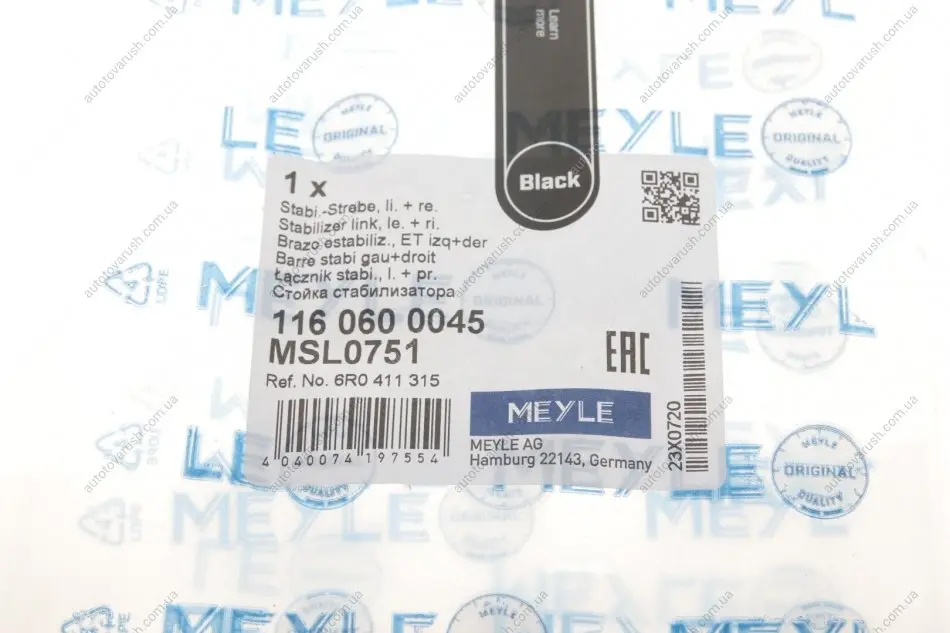 Learn
more
Black
1 x
Stabi.-Strebe, li. + re.
Stabilizer link, le. + ri.
Brazo estabiliz., ET izq+der
Barre stabi gau+droit
Łącznik stabi., l. + pr.
Стойка стабилизатора
116 060 0045
MSL0751
Ref. No. 6R0 411 315
4 040074 197554
EAC
MEYLE
MEYLE AG
Hamburg 22143, Germany
23X0720
MEYLE
MEYLE
ORIGINAL
QUALITY
autotovarush.com.ua